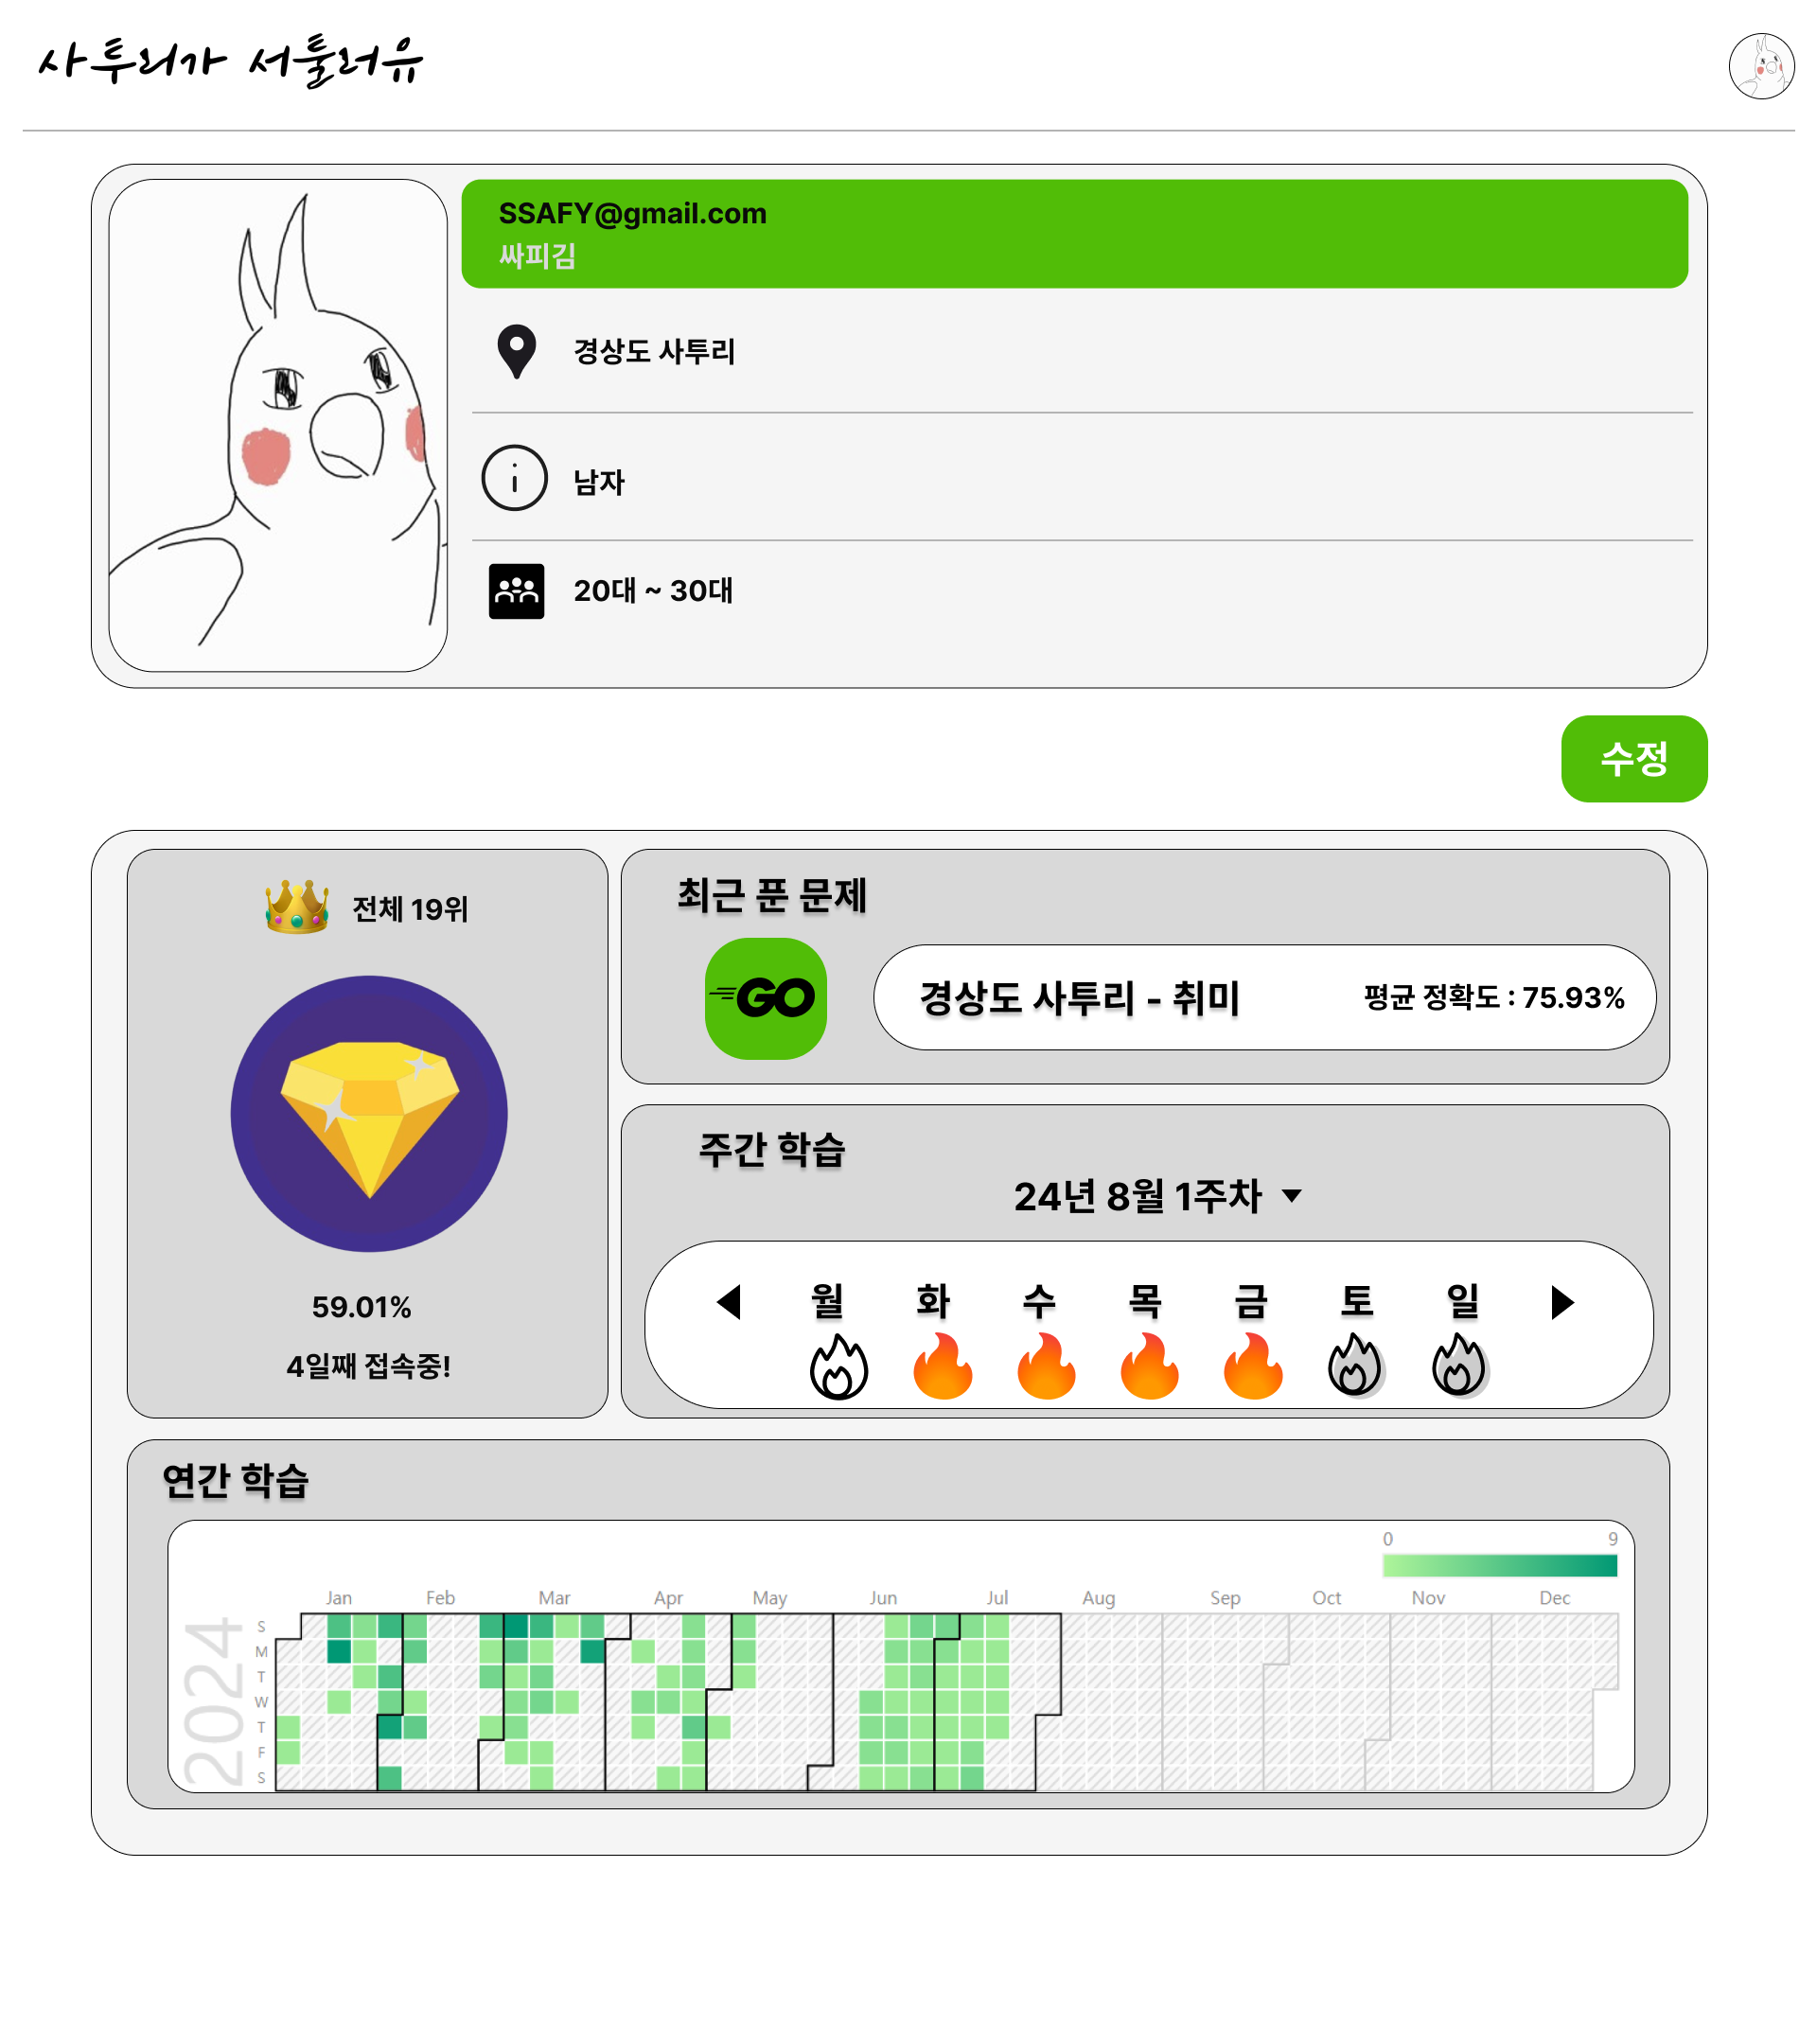 사투리가 서툴러유
SSAFY@gmail.com
싸피김
경상도 사투리
남자
20대 ~ 30대
수정
전체 19위
59.01%
4일째 접속중!
최근 푼 문제
GO
경상도 사투리 - 취미
평균 정확도 : 75.93%
주간 학습
24년 8월 1주차
월 화 수 목 금 토 일
연간 학습
0 9
Jan Feb Mar Apr May Jun Jul Aug Sep Oct Nov Dec
2024
S
M
T
W
T
F
S